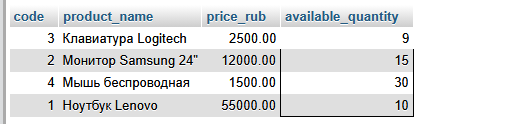 code product_name price_rub available_quantity
3 Клавиатура Logitech 2500.00 9
2 Монитор Samsung 24" 12000.00 15
4 Мышь беспроводная 1500.00 30
1 Ноутбук Lenovo 55000.00 10